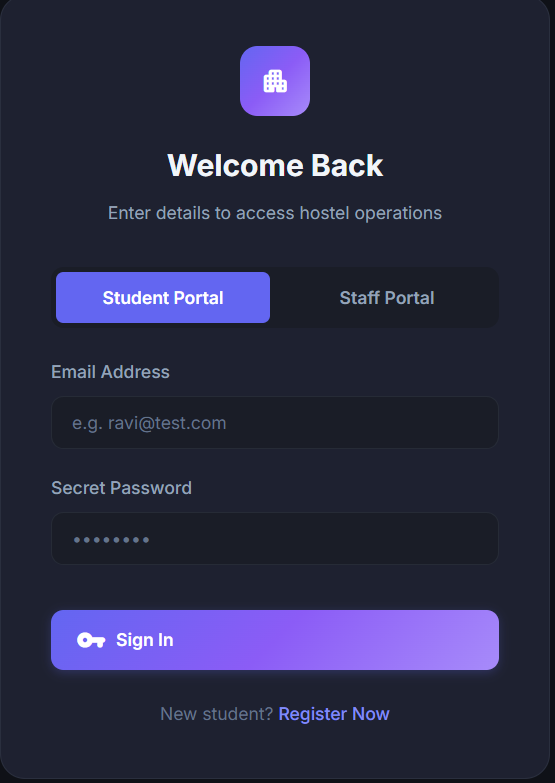 Welcome Back
Enter details to access hostel operations
Student Portal
Staff Portal
Email Address
e.g. ravi@test.com
Secret Password
••••••••
Sign In
New student? Register Now